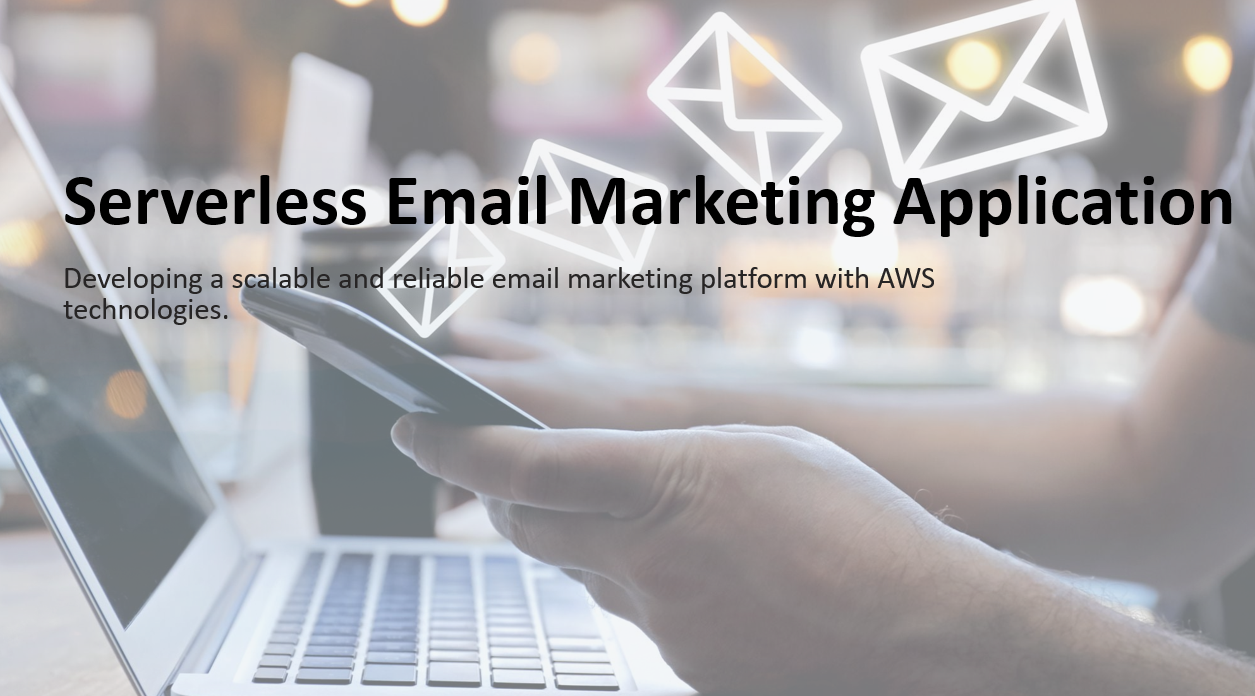 Serverless Email Marketing Application
Developing a scalable and reliable email marketing platform with AWS
technologies.